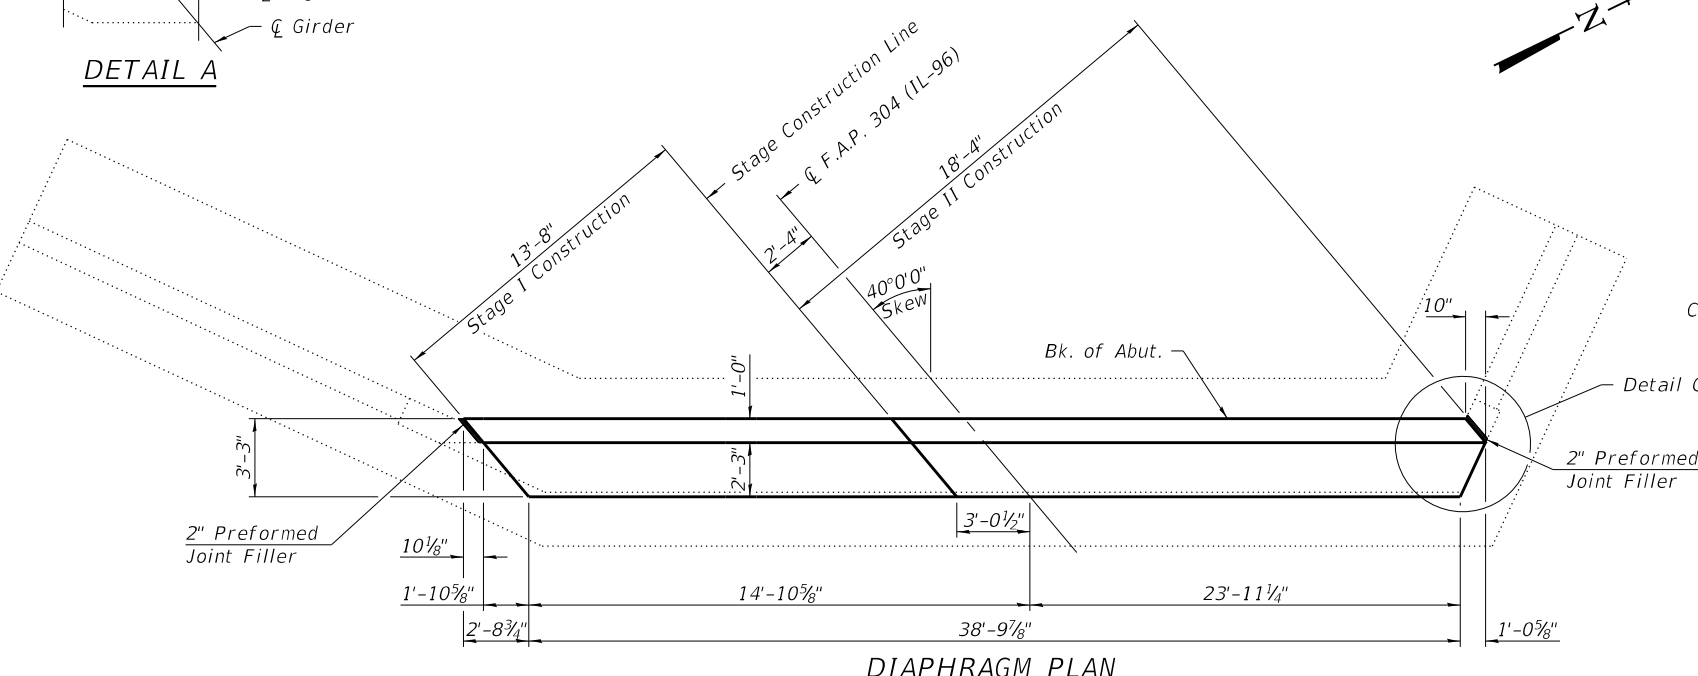 ℄ Girder
DETAIL A
N
Stage Construction Line
℄ F.A.P. 304 (IL-96)
13'-8"
Stage I Construction
18'-4"
Stage II Construction
2'-4"
40°0'0"
Skew
10"
Bk. of Abut.
1'-0"
3'-3"
2'-3"
2" Preformed
Joint Filler
2" Preformed
Joint Filler
3'-0½"
10⅛"
1'-10⅝"
14'-10⅝"
23'-11¼"
2'-8¾"
38'-9⅞"
1'-0⅝"
Detail
DIAPHRAGM PLAN